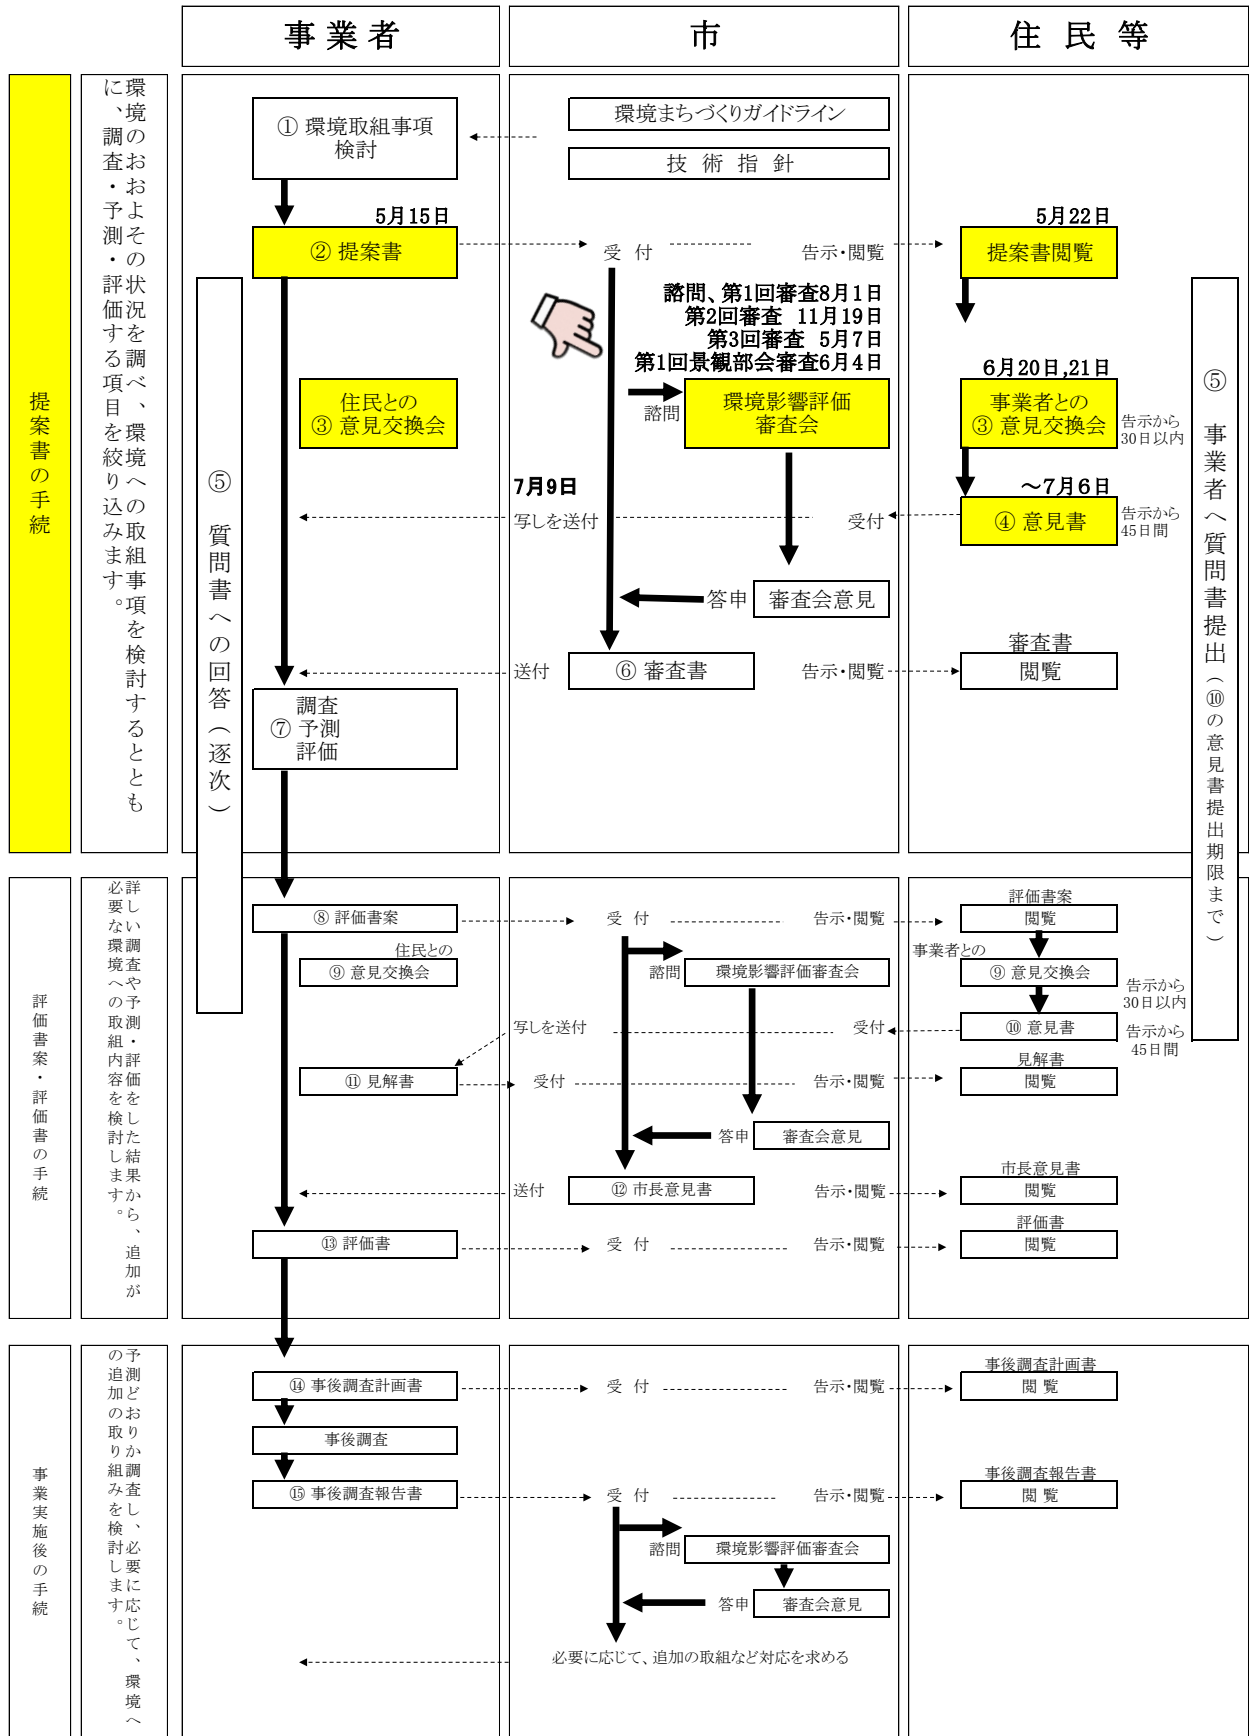 事業者
市
住民等
提案書の手続
環境のおおよその状況を調べ、環境への取組事項を検討するととも
に、調査・予測・評価する項目を絞り込みます。
① 環境取組事項
検討
環境まちづくりガイドライン
技術指針
5月15日
② 提案書
受付
告示・閲覧
5月22日
提案書閲覧
諮問、第1回審査8月1日
第2回審査 11月19日
第3回審査 5月7日
第1回景観部会審査6月4日
住民との
③ 意見交換会
諮問
環境影響評価
審査会
6月20日,21日
事業者との
③ 意見交換会
告示から
30日以内
7月9日
写しを送付
受付
～7月6日
④ 意見書
告示から
45日間
答申
審査会意見
送付
⑥ 審査書
告示・閲覧
審査書
閲覧
調査
⑦ 予測
評価
⑤ 質問書への回答（逐次）
⑤ 事業者へ質問書提出（⑩の意見書提出期限まで）
評価書案・評価書の手続
詳しい調査や予測・評価をした結果から、追加が
必要な環境への取組内容を検討します。
⑧ 評価書案
受付
告示・閲覧
評価書案
閲覧
住民との
⑨ 意見交換会
諮問
環境影響評価審査会
事業者との
⑨ 意見交換会
告示から
30日以内
写しを送付
受付
⑩ 意見書
告示から
45日間
⑪ 見解書
受付
告示・閲覧
見解書
閲覧
答申
審査会意見
送付
⑫ 市長意見書
告示・閲覧
市長意見書
閲覧
⑬ 評価書
受付
告示・閲覧
評価書
閲覧
事業実施後の手続
予測どおりか調査し、必要に応じて、環境へ
の追加の取り組みを検討します。
⑭ 事後調査計画書
受付
告示・閲覧
事後調査計画書
閲覧
事後調査
⑮ 事後調査報告書
受付
告示・閲覧
事後調査報告書
閲覧
諮問
環境影響評価審査会
答申
審査会意見
必要に応じて、追加の取組など対応を求める